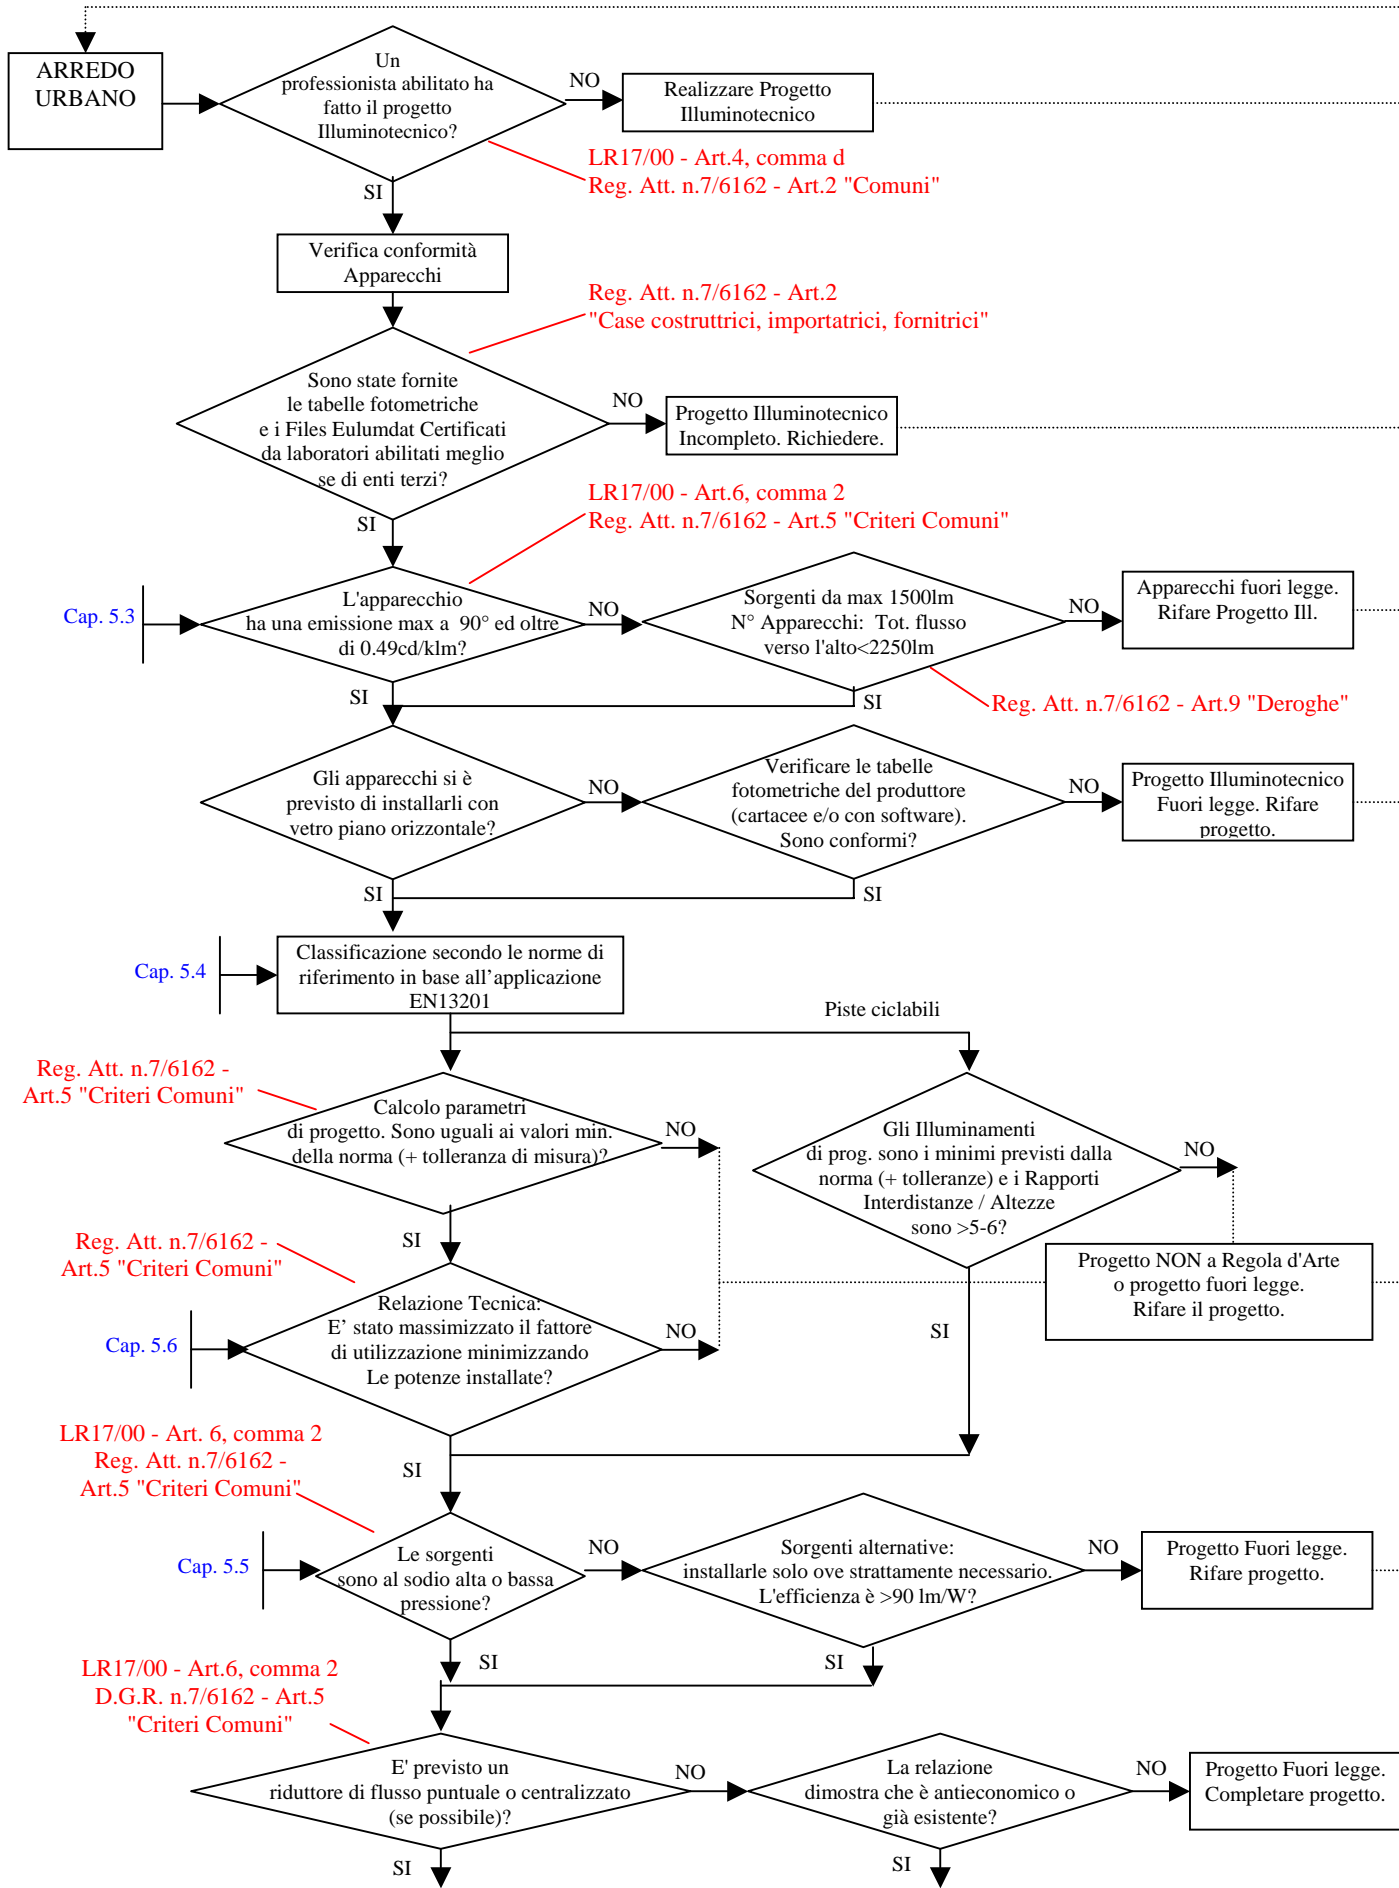 ARREDO
URBANO
Un
professionista abilitato ha
fatto il progetto
Illuminotecnico?
NO
Realizzare Progetto
Illuminotecnico
LR17/00 - Art.4, comma d
Reg. Att. n.7/6162 - Art.2 "Comuni"
SI
Verifica conformità
Apparecchi
Reg. Att. n.7/6162 - Art.2
"Case costruttrici, importatrici, fornitrici"
Sono state fornite
le tabelle fotometriche
e i Files Eulumdat Certificati
da laboratori abilitati meglio
se di enti terzi?
NO
Progetto Illuminotecnico
Incompleto. Richiedere.
LR17/00 - Art.6, comma 2
Reg. Att. n.7/6162 - Art.5 "Criteri Comuni"
SI
Cap. 5.3
L'apparecchio
ha una emissione max a 90° ed oltre
di 0.49cd/klm?
NO
Sorgenti da max 1500lm
N° Apparecchi: Tot. flusso
verso l'alto<2250lm
NO
Apparecchi fuori legge.
Rifare Progetto Ill.
SI
SI
Reg. Att. n.7/6162 - Art.9 "Deroghe"
Gli apparecchi si è
previsto di installarli con
vetro piano orizzontale?
NO
Verificare le tabelle
fotometriche del produttore
(cartacee e/o con software).
Sono conformi?
NO
Progetto Illuminotecnico
Fuori legge. Rifare
progetto.
SI
SI
Cap. 5.4
Classificazione secondo le norme di
riferimento in base all'applicazione
EN13201
Piste ciclabili
Reg. Att. n.7/6162 -
Art.5 "Criteri Comuni"
Calcolo parametri
di progetto. Sono uguali ai valori min.
della norma (+ tolleranza di misura)?
NO
Gli Illuminamenti
di prog. sono i minimi previsti dalla
norma (+ tolleranze) e i Rapporti
Interdistanze / Altezze
sono >5-6?
NO
SI
Reg. Att. n.7/6162 -
Art.5 "Criteri Comuni"
Progetto NON a Regola d'Arte
o progetto fuori legge.
Rifare il progetto.
Cap. 5.6
Relazione Tecnica:
E' stato massimizzato il fattore
di utilizzazione minimizzando
Le potenze installate?
NO
SI
LR17/00 - Art. 6, comma 2
Reg. Att. n.7/6162 -
Art.5 "Criteri Comuni"
SI
Cap. 5.5
Le sorgenti
sono al sodio alta o bassa
pressione?
NO
Sorgenti alternative:
installarle solo ove strattamente necessario.
L'efficienza è >90 lm/W?
NO
Progetto Fuori legge.
Rifare progetto.
SI
SI
LR17/00 - Art.6, comma 2
D.G.R. n.7/6162 - Art.5
"Criteri Comuni"
E' previsto un
riduttore di flusso puntuale o centralizzato
(se possibile)?
NO
La relazione
dimostra che è antieconomico o
già esistente?
NO
Progetto Fuori legge.
Completare progetto.
SI
SI